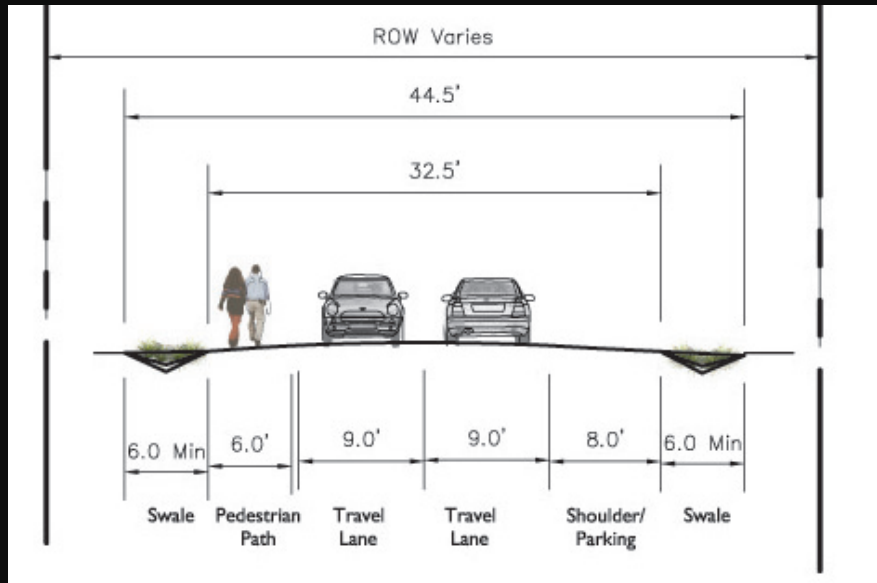 ROW Varies
44.5'
32.5'
6.0 Min
6.0'
9.0'
9.0'
8.0'
6.0 Min
Swale
Pedestrian
Path
Travel
Lane
Travel
Lane
Shoulder/
Parking
Swale